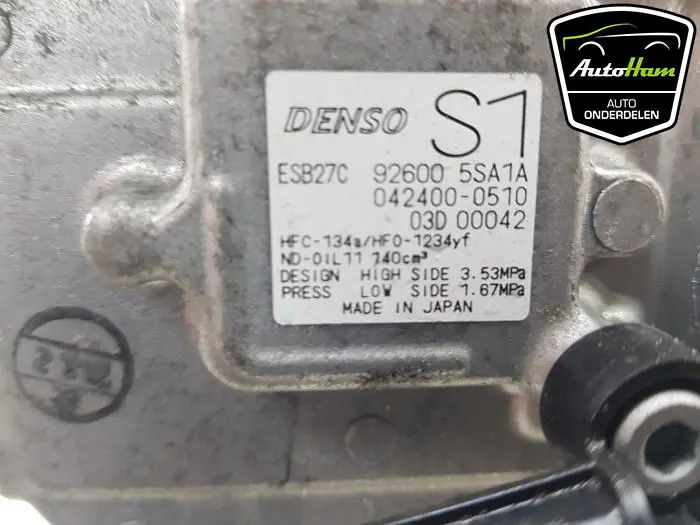 AutoHam
AUTO
ONDERDELEN
DENSO S1
ESB27C 92600 5SA1A
042400-0510
03D 00042
HFC-134a/HFO-1234yf
ND-OIL11 140cm³
DESIGN HIGH SIDE 3.53MPa
PRESS LOW SIDE 1.67MPa
MADE IN JAPAN